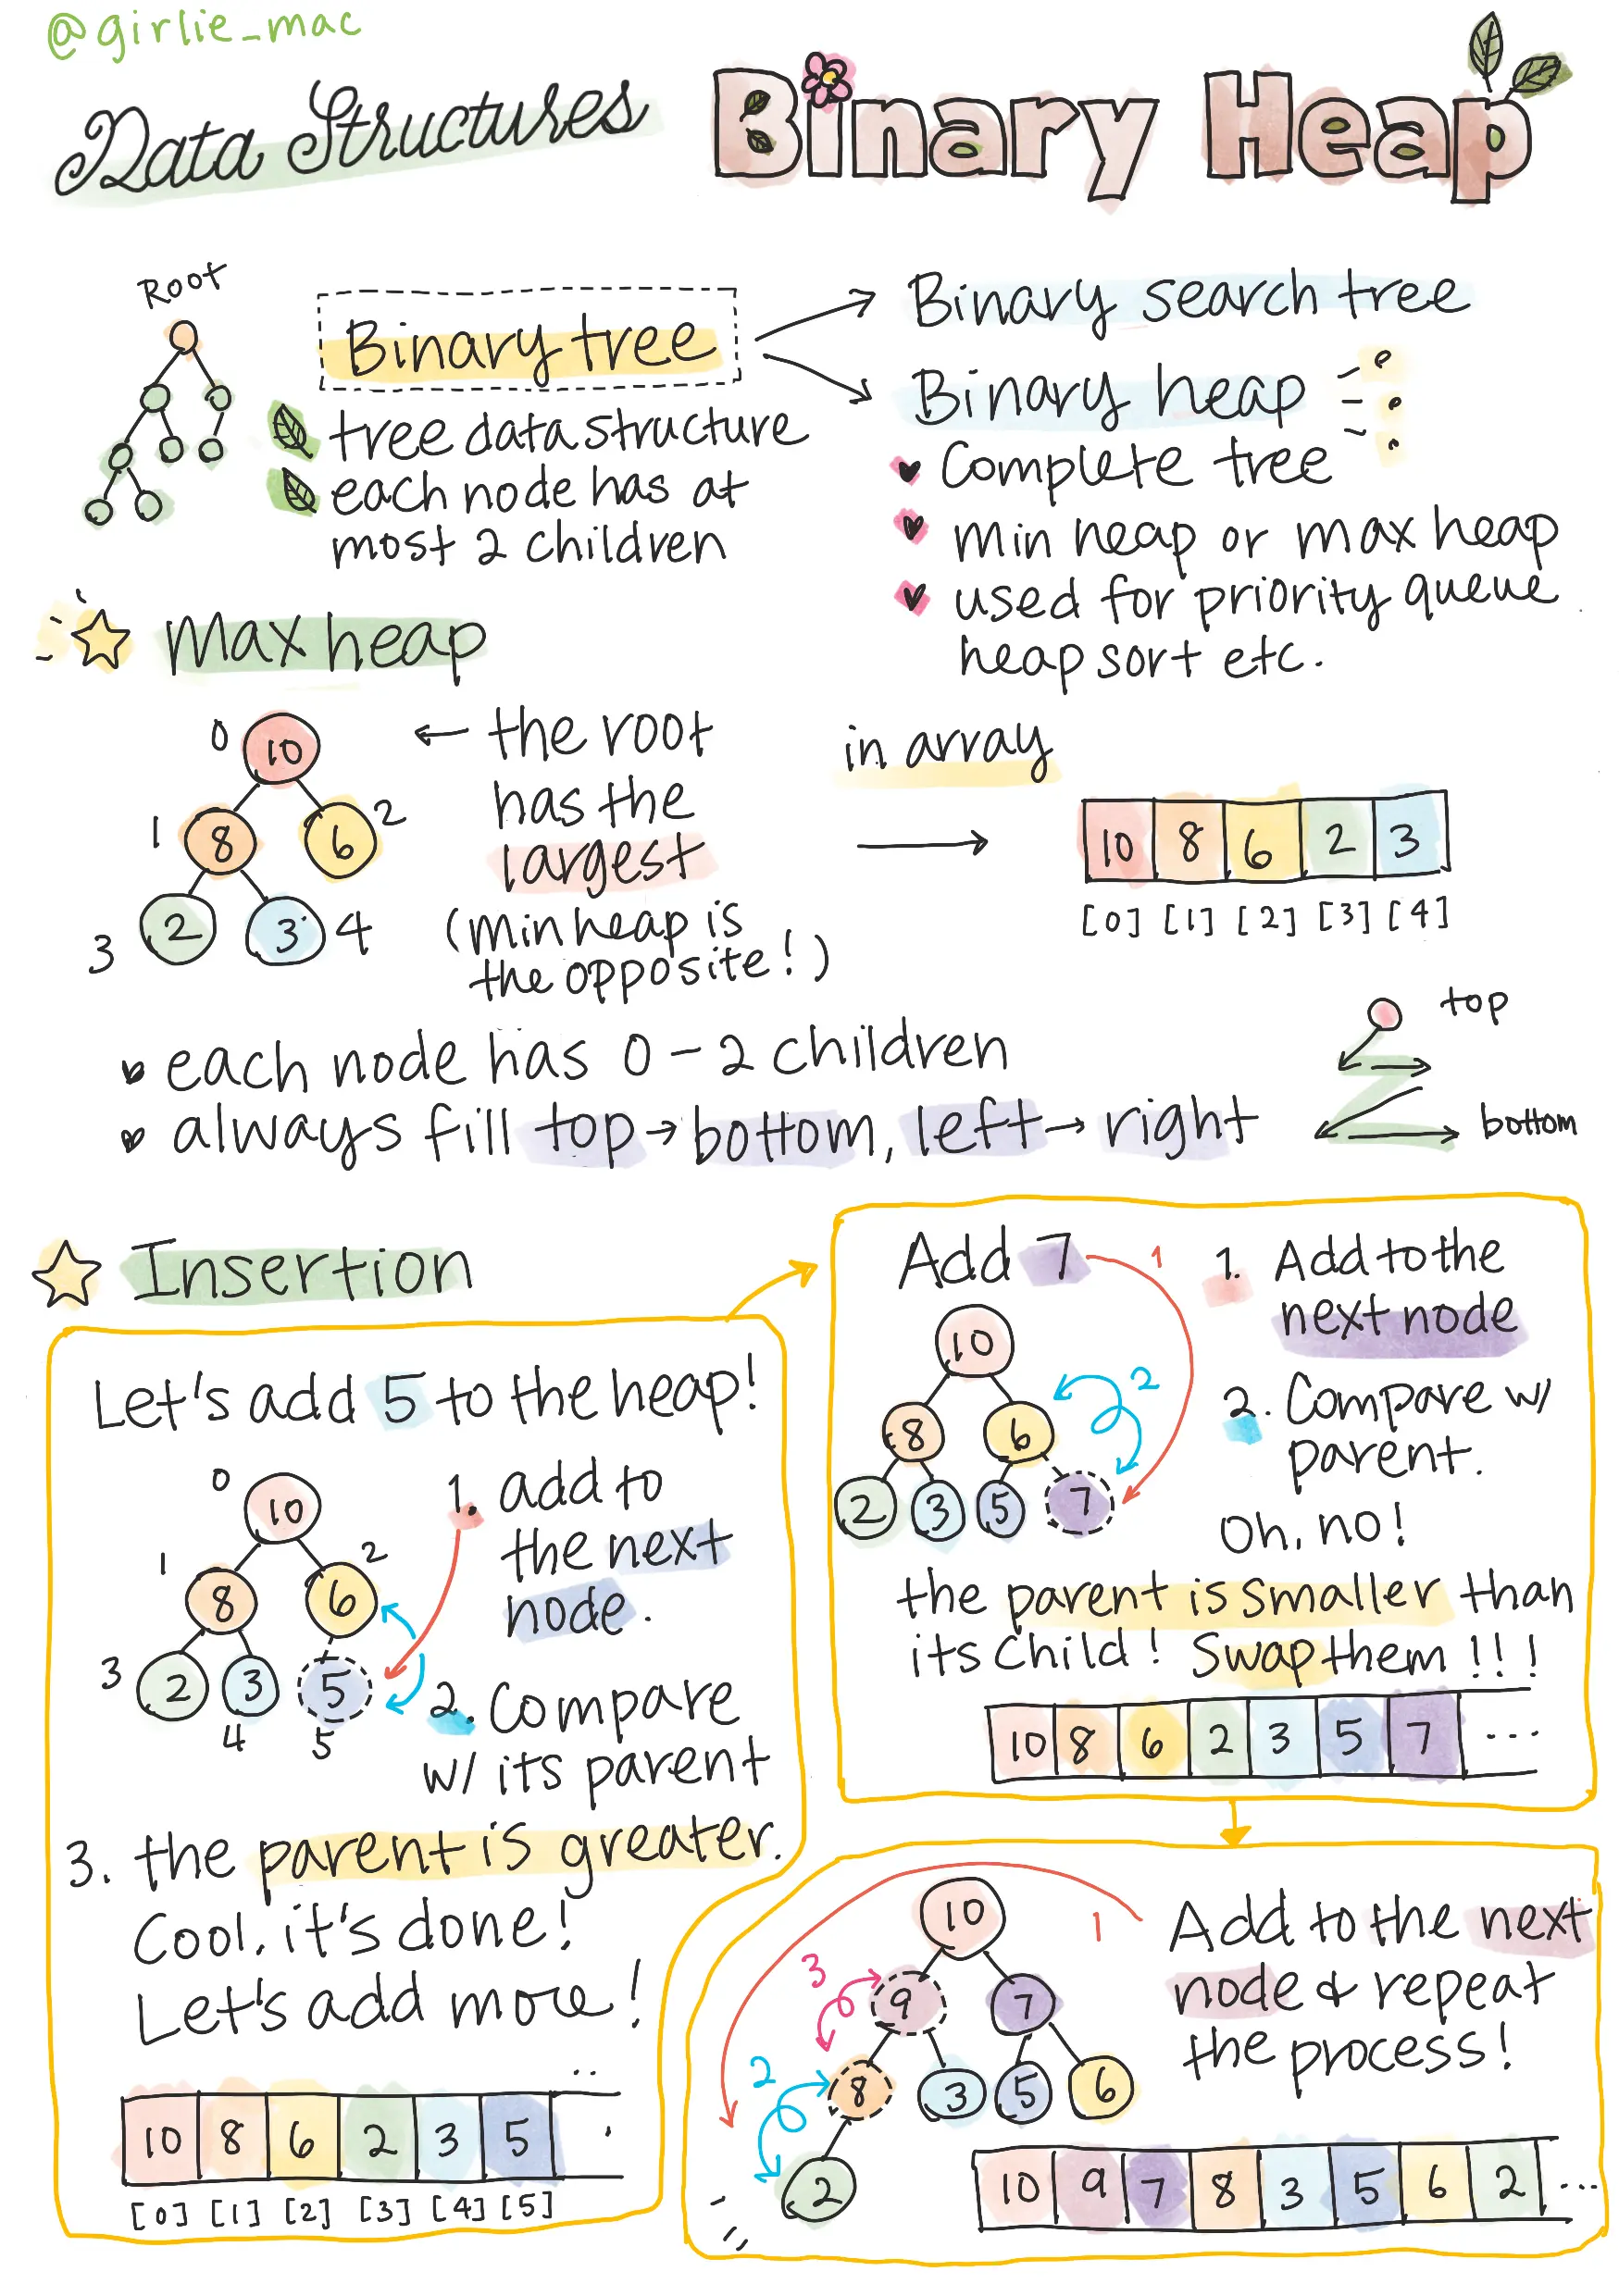 @girlie_mac
Data Structures Binary Heap
Root
Binary tree
tree data structure
each node has at
most 2 children
Binary search tree
Binary heap
Complete tree
min heap or max heap
used for priority queue
heap sort etc.
Max heap
0 10
1 8 6 2
3 2 3 4
← the root
has the
largest
(Min heap is
the opposite!)
in array
10 8 6 2 3
[0] [1] [2] [3] [4]
each node has 0 - 2 children
always fill top → bottom, left → right
top
bottom
Insertion
Let's add 5 to the heap!
0 10
1 8 6 2
3 2 3 5
4 5
1. add to
the next
node.
2. Compare
w/ its parent
3. the parent is greater.
Cool, it's done!
Let's add more!
10 8 6 2 3 5
[0] [1] [2] [3] [4] [5]
Add 7
1
10
2
8 6
2 3 5 7
1. Add to the
next node
2. Compare w/
parent.
Oh, no!
the parent is smaller than
its child! Swap them!!!
10 8 6 2 3 5 7 ...
10
1
3
9 7
2
8 3 5 6
2
Add to the next
node & repeat
the process!
10 9 7 8 3 5 6 2 ...